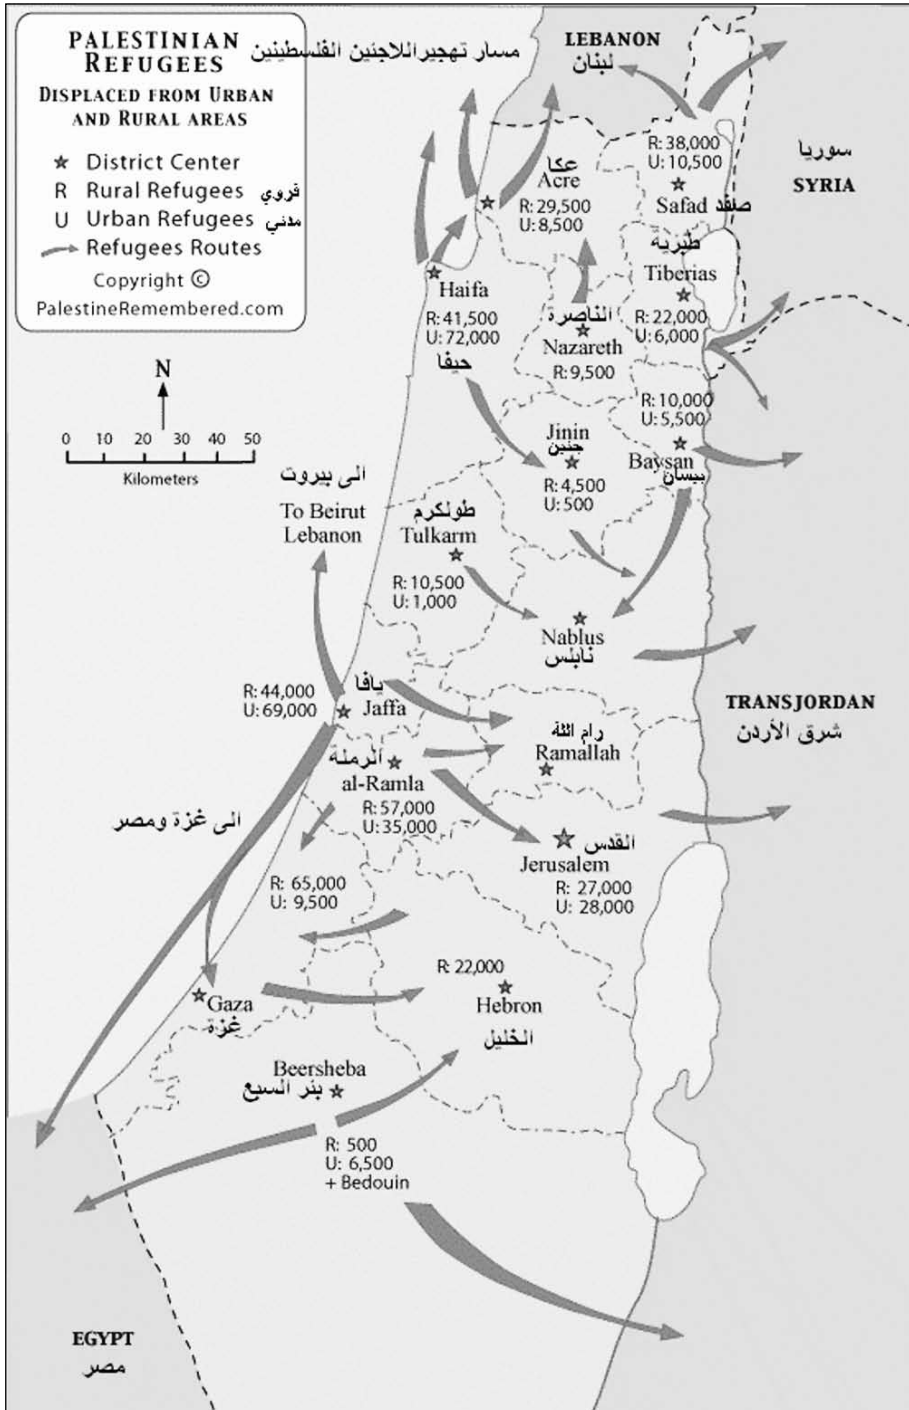 PALESTINIAN
REFUGEES
DISPLACED FROM URBAN
AND RURAL AREAS
District Center
R Rural Refugees قروي
U Urban Refugees مدني
Refugees Routes
Copyright ©
PalestineRemembered.com
مسار تهجير اللاجئين الفلسطينين
LEBANON
لبنان
سوريا
SYRIA
R: 38,000
U: 10,500
Safad صفد
عكا
Acre
R: 29,500
U: 8,500
طبرية
Tiberias
R: 22,000
U: 6,000
Haifa
R: 41,500
U: 72,000
حيفا
الناصرة
Nazareth
R: 9,500
N
0 10 20 30 40 50
Kilometers
R: 10,000
U: 5,500
Baysan
بيسان
Jinin
جنين
R: 4,500
U: 500
الى بيروت
To Beirut
Lebanon
طولكرم
Tulkarm
R: 10,500
U: 1,000
Nablus
نابلس
R: 44,000
U: 69,000
يافا
Jaffa
TRANSJORDAN
شرق الأردن
رام الله
Ramallah
الرملة
al-Ramla
R: 57,000
U: 35,000
الى غزة ومصر
القدس
Jerusalem
R: 27,000
U: 28,000
R: 65,000
U: 9,500
R: 22,000
Hebron
الخليل
Gaza
غزة
Beersheba
بئر السبع
R: 500
U: 6,500
+ Bedouin
EGYPT
مصر